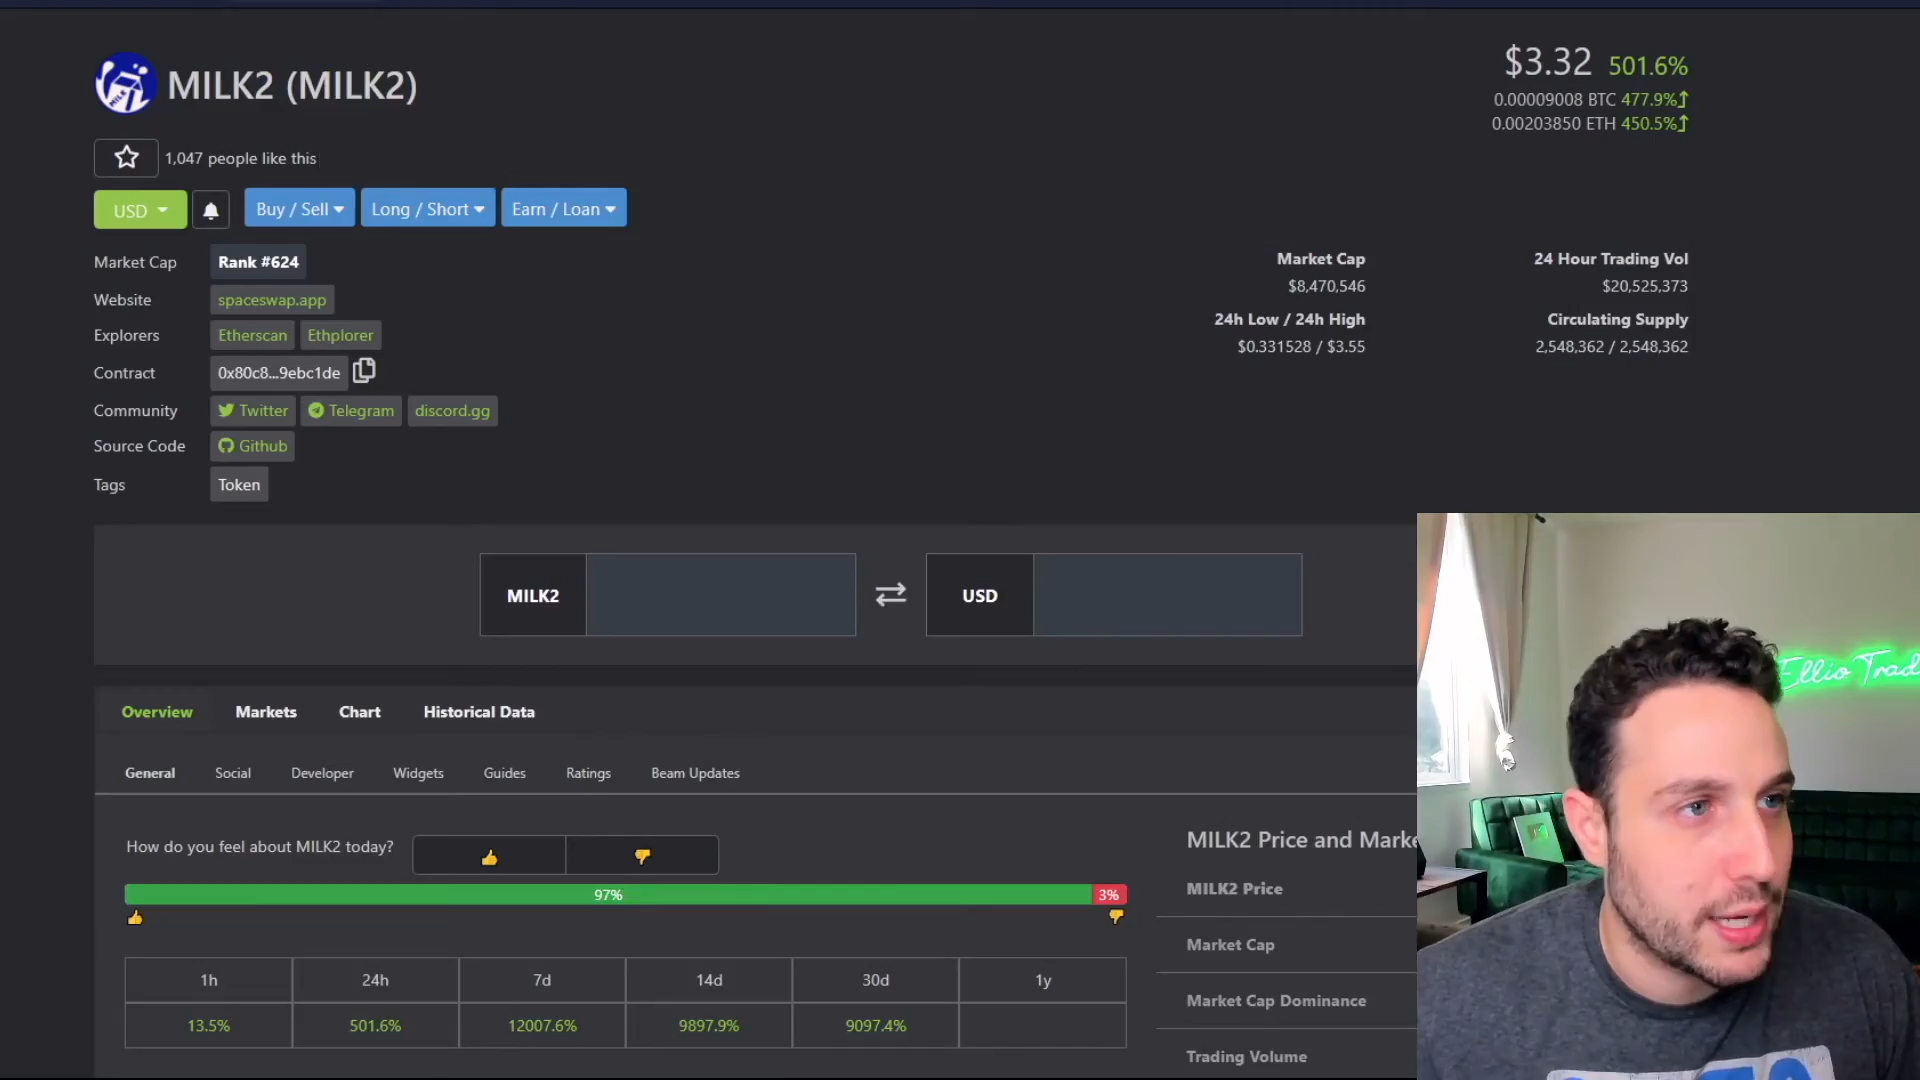 MILK2 (MILK2)
$3.32 501.6%
0.00009008 BTC 477.9%
0.00203850 ETH 450.5%
1,047 people like this
USD
Buy / Sell
Long / Short
Earn / Loan
Market Cap Rank #624
Website spaceswap.app
Explorers Etherscan Ethplorer
Contract 0x80c8...9ebc1de
Community Twitter Telegram discord.gg
Source Code Github
Tags Token
Market Cap
$8,470,546
24 Hour Trading Vol
$20,525,373
24h Low / 24h High
$0.331528 / $3.55
Circulating Supply
2,548,362 / 2,548,362
MILK2
USD
Overview Markets Chart Historical Data
General Social Developer Widgets Guides Ratings Beam Updates
How do you feel about MILK2 today?
97% 3%
1h 24h 7d 14d 30d 1y
13.5% 501.6% 12007.6% 9897.9% 9097.4%
MILK2 Price and Marke
MILK2 Price
Market Cap
Market Cap Dominance
Trading Volume
Ellio Trad